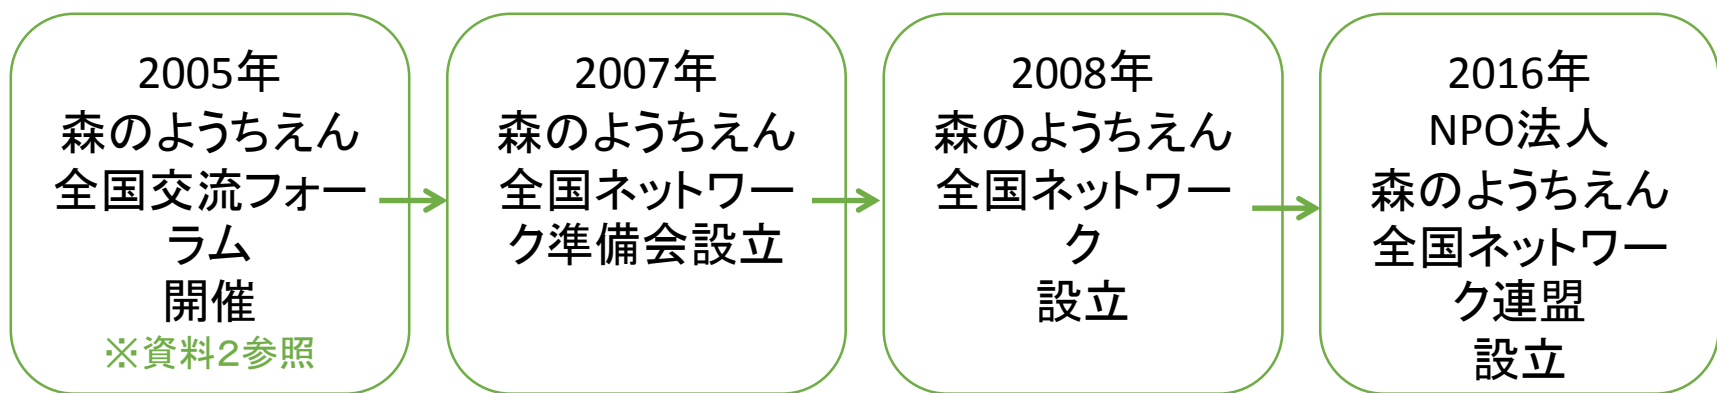 2005年
森のようちえん
全国交流フォー
ラム
開催
※資料2参照
2007年
森のようちえん
全国ネットワー
ク準備会設立
2008年
森のようちえん
全国ネットワー
ク
設立
2016年
NPO法人
森のようちえん
全国ネットワー
ク連盟
設立